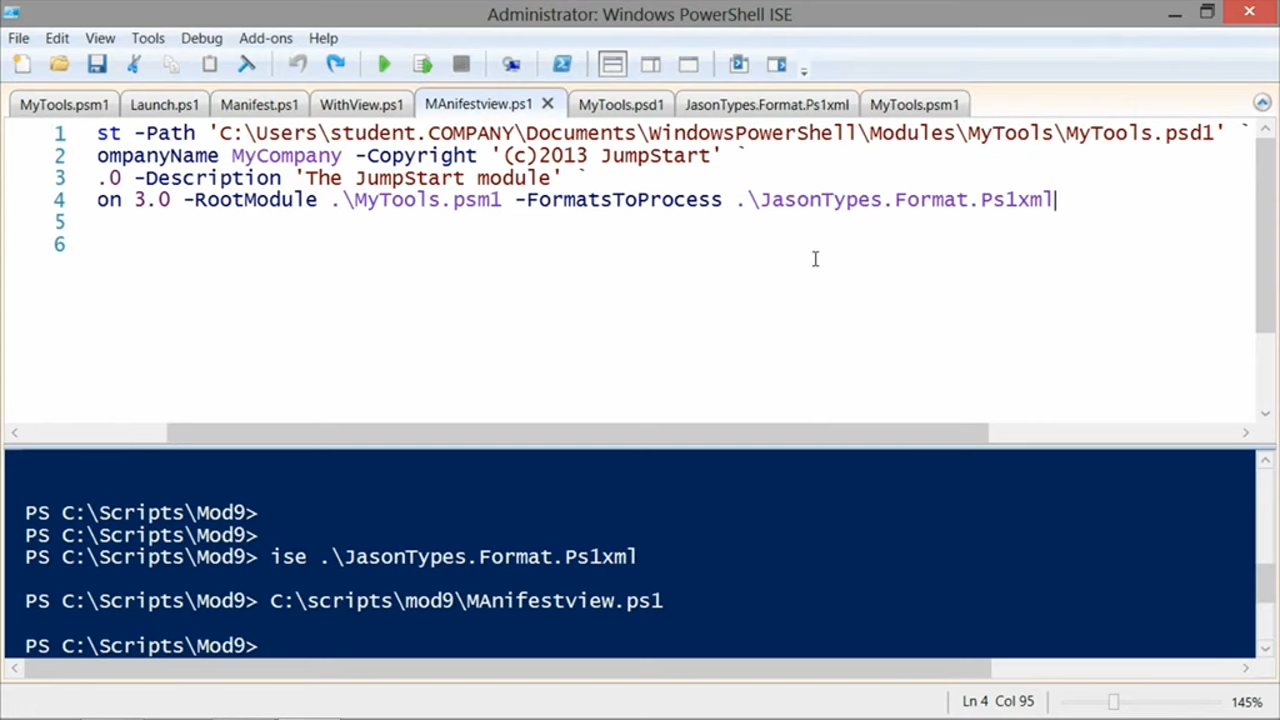 Administrator: Windows PowerShell ISE
File Edit View Tools Debug Add-ons Help
MyTools.psm1 Launch.ps1 Manifest.ps1 WithView.ps1 MAnifestview.ps1 MyTools.psd1 JasonTypes.Format.Ps1xml MyTools.psm1
1 st -Path 'C:\Users\student.COMPANY\Documents\WindowsPowerShell\Modules\MyTools\MyTools.psd1' `
2 ompanyName MyCompany -Copyright '(c)2013 JumpStart' `
3 .0 -Description 'The JumpStart module' `
4 on 3.0 -RootModule .\MyTools.psm1 -FormatsToProcess .\JasonTypes.Format.Ps1xml
5
6
PS C:\Scripts\Mod9>
PS C:\Scripts\Mod9>
PS C:\Scripts\Mod9> ise .\JasonTypes.Format.Ps1xml
PS C:\Scripts\Mod9> C:\scripts\mod9\MAnifestview.ps1
PS C:\Scripts\Mod9>
Ln 4 Col 95 145%